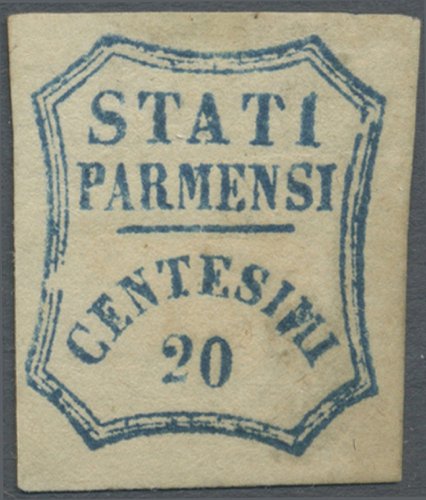 STATI
PARMENSI
CENTESIMI
20